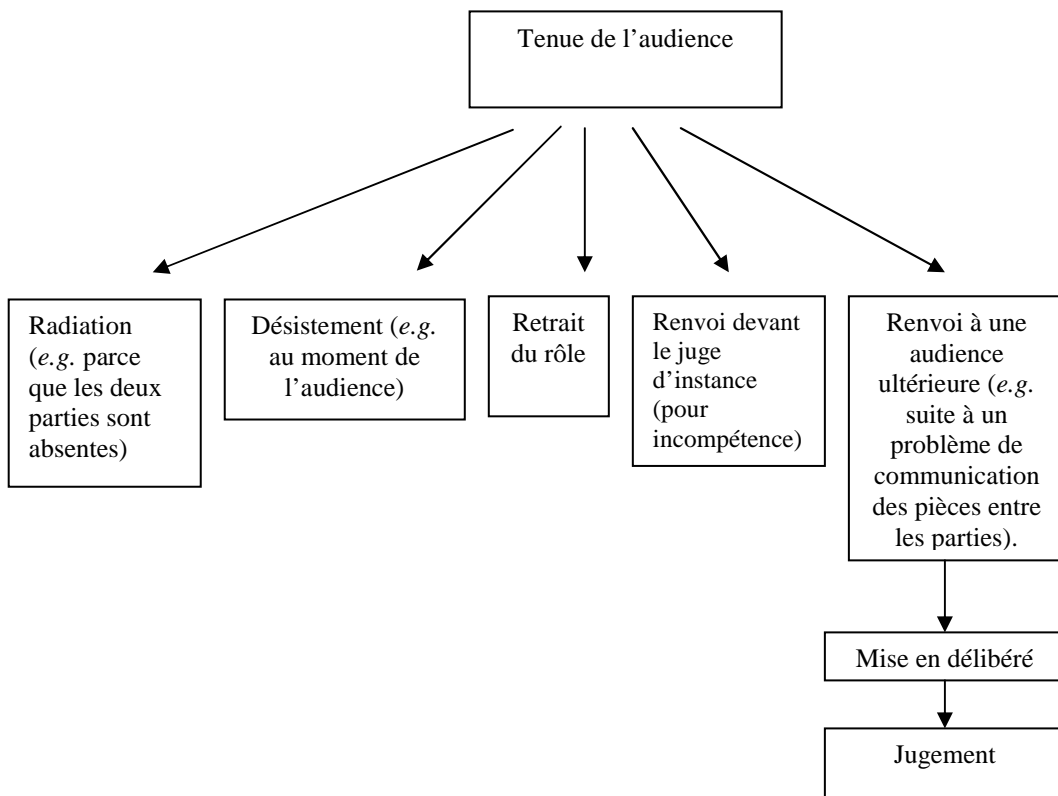 Tenue de l’audience
Radiation
(e.g. parce
que les deux
parties sont
absentes)
Désistement (e.g.
au moment de
l’audience)
Retrait
du rôle
Renvoi devant
le juge
d’instance
(pour
incompétence)
Renvoi à une
audience
ultérieure (e.g.
suite à un
problème de
communication
des pièces entre
les parties).
Mise en délibéré
Jugement